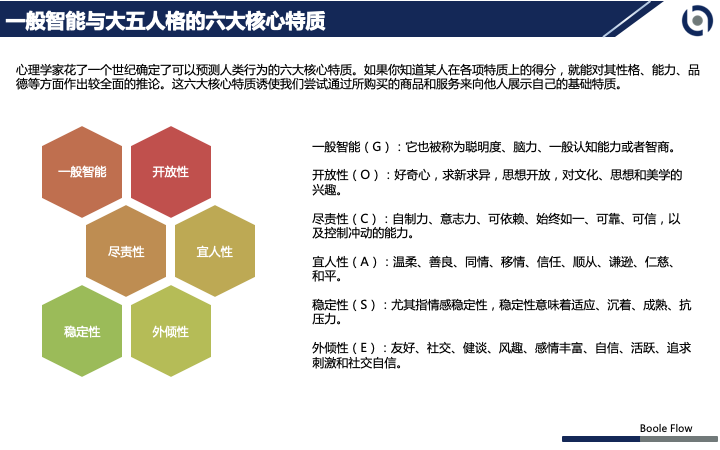 一般智能与大五人格的六大核心特质
心理学家花了一个世纪确定了可以预测人类行为的六大核心特质。如果你知道某人在各项特质上的得分，就能对其性格、能力、品
德等方面作出较全面的推论。这六大核心特质诱使我们尝试通过所购买的商品和服务来向他人展示自己的基础特质。
一般智能
开放性
尽责性
宜人性
稳定性
外倾性
一般智能（G）：它也被称为聪明度、脑力、一般认知能力或者智商。
开放性（O）：好奇心，求新求异，思想开放，对文化、思想和美学的
兴趣。
尽责性（C）：自制力、意志力、可依赖、始终如一、可靠、可信，以
及控制冲动的能力。
宜人性（A）：温柔、善良、同情、移情、信任、顺从、谦逊、仁慈、
和平。
稳定性（S）：尤其指情感稳定性，稳定性意味着适应、沉着、成熟、抗
压力。
外倾性（E）：友好、社交、健谈、风趣、感情丰富、自信、活跃、追求
刺激和社交自信。
Boole Flow